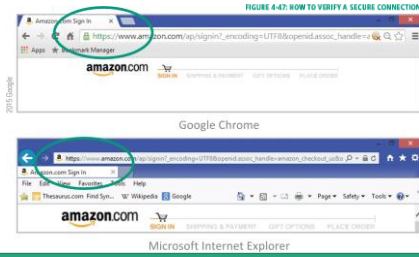 FIGURE 4-47: HOW TO VERIFY A SECURE CONNECTION
Amazon.com Sign In
https://www.amazon.com/ap/signin?_encoding=UTF8&openid.assoc_handle=a
Apps Bookmark Manager
amazon.com
SIGN IN SHIPPING & PAYMENT GIFT OPTIONS PLACE ORDER
2015 Google
Google Chrome
https://www.amazon.com/ap/signin?_encoding=UTF8&openid.assoc_handle=amazon_checkout_us&o
Amazon.com Sign In
File Edit View Favorites Tools Help
Thesaurus.com Find Syn... Wikipedia Google Page Safety Tools
amazon.com
SIGN IN SHIPPING & PAYMENT GIFT OPTIONS PLACE ORDER
Microsoft Internet Explorer